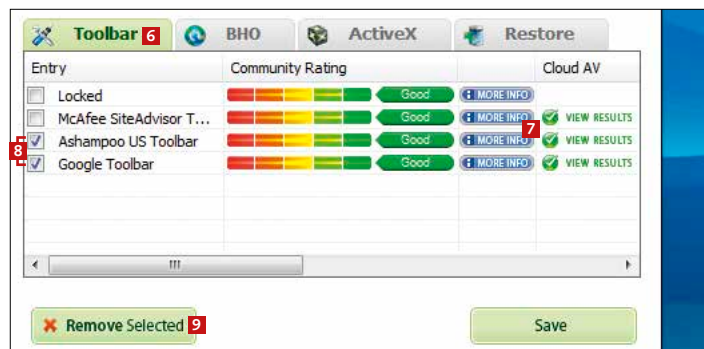 Toolbar 6 BHO ActiveX Restore
Entry Community Rating Cloud AV
Locked Good i MORE INFO
McAfee SiteAdvisor T... Good i MORE INFO 7 VIEW RESULTS
8 Ashampoo US Toolbar Good i MORE INFO VIEW RESULTS
Google Toolbar Good i MORE INFO VIEW RESULTS
Remove Selected 9 Save